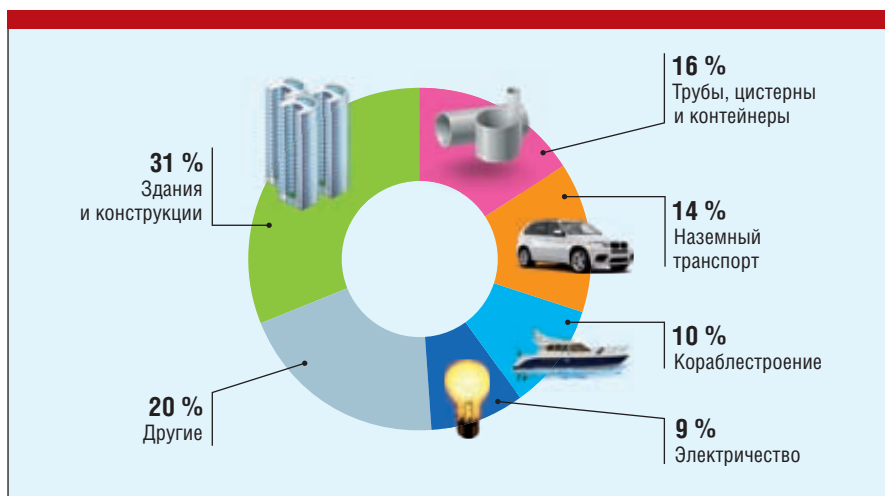 16 %
Трубы, цистерны
и контейнеры
14 %
Наземный
транспорт
10 %
Кораблестроение
9 %
Электричество
20 %
Другие
31 %
Здания
и конструкции